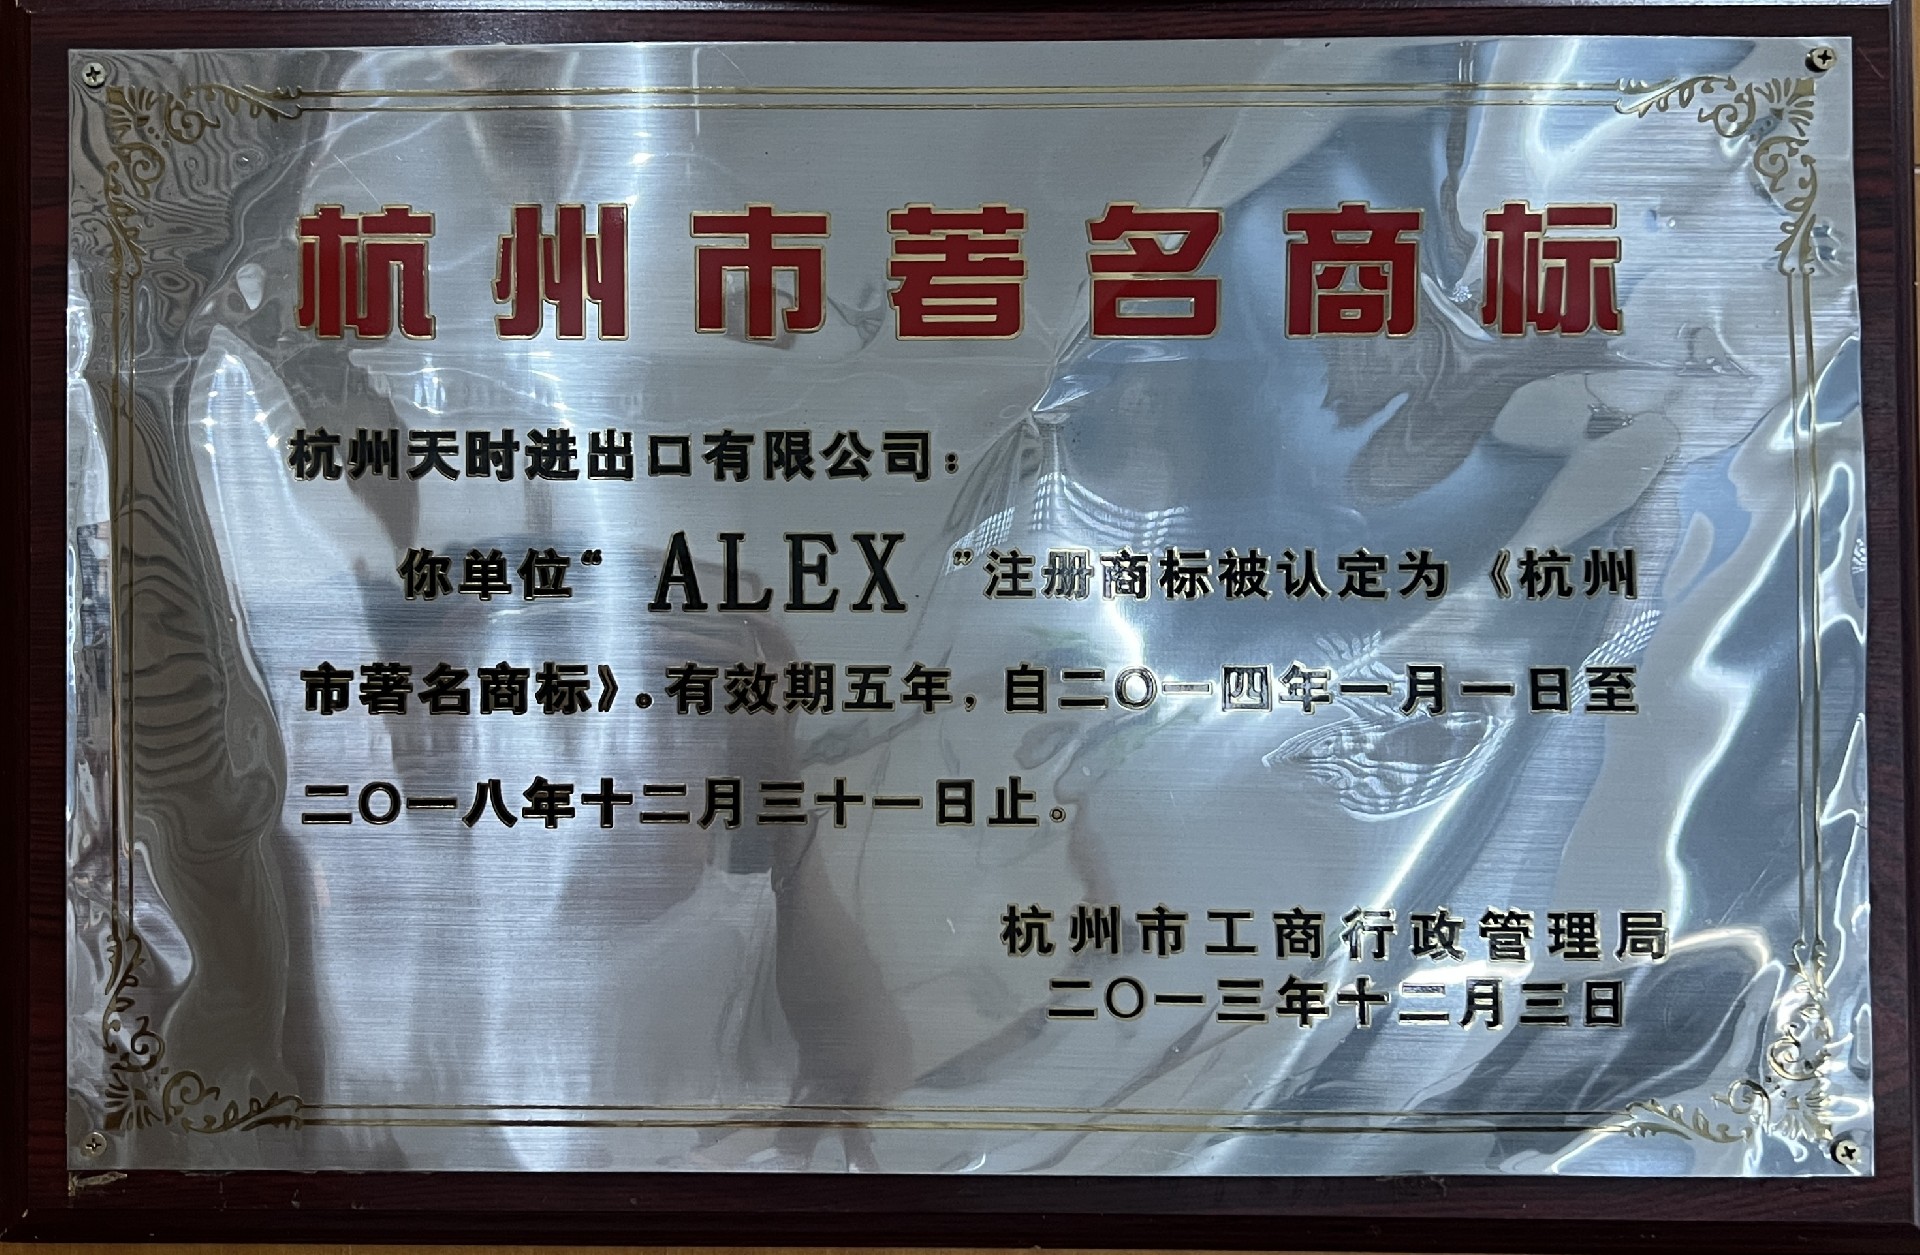 杭州市著名商标
杭州天时进出口有限公司：
你单位“ ALEX ”注册商标被认定为《杭州
市著名商标》。有效期五年，自二〇一四年一月一日至
二〇一八年十二月三十一日止。
杭州市工商行政管理局
二〇一三年十二月三日